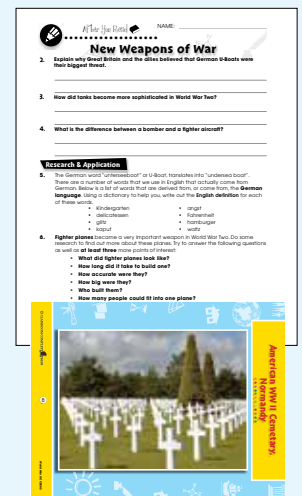 After You Read
NAME:
New Weapons of War
2. Explain why Great Britain and the allies believed that German U-Boats were
their biggest threat.
3. How did tanks become more sophisticated in World War Two?
4. What is the difference between a bomber and a fighter aircraft?
Research & Application
5. The German word "unterseeboot" or U-Boat, translates into "undersea boat".
There are a number of words that we use in English that actually come from
German. Below is a list of words that are derived from, or come from, the German
language. Using a dictionary to help you, write out the English definition for each
of these words.
• Kindergarten • angst
• delicatessen • Fahrenheit
• glitz • hamburger
• kaput • waltz
6. Fighter planes became a very important weapon in World War Two. Do some
research to find out more about these planes. Try to answer the following questions
as well as at least three more points of interest:
• What did fighter planes look like?
• How long did it take to build one?
• How accurate were they?
• How big were they?
• Who built them?
• How many people could fit into one plane?
American WW II Cemetary,
Normandy